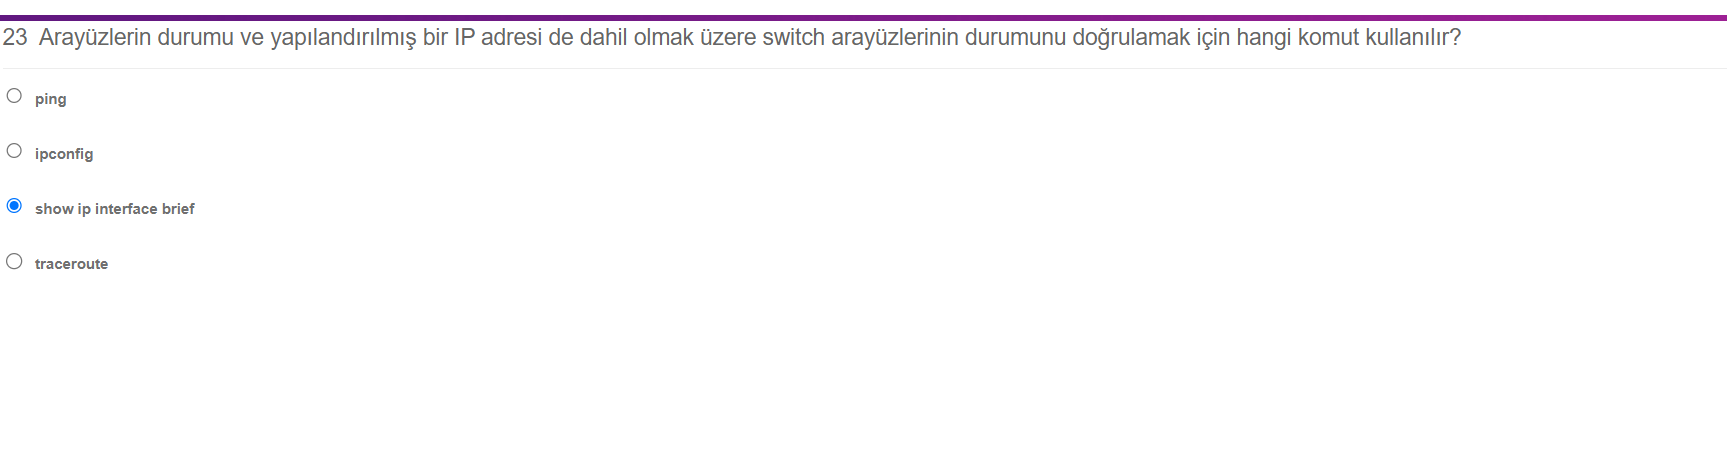 23 Arayüzlerin durumu ve yapılandırılmış bir IP adresi de dahil olmak üzere switch arayüzlerinin durumunu doğrulamak için hangi komut kullanılır?
ping
ipconfig
show ip interface brief
traceroute